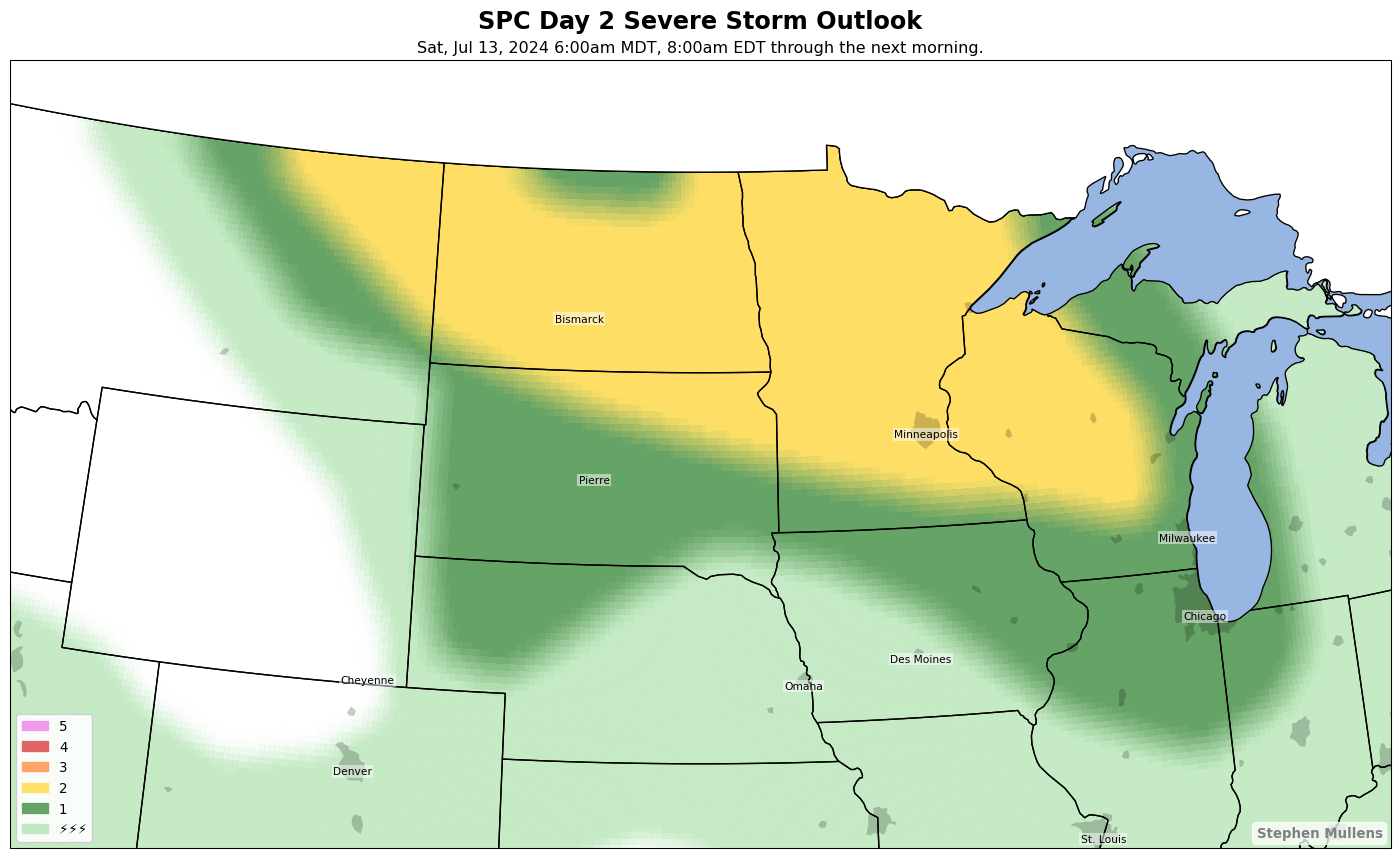 SPC Day 2 Severe Storm Outlook
Sat, Jul 13, 2024 6:00am MDT, 8:00am EDT through the next morning.
Bismarck
Minneapolis
Pierre
Milwaukee
Chicago
Des Moines
Cheyenne
Omaha
Denver
St. Louis
5
4
3
2
1
⚡⚡⚡
Stephen Mullens